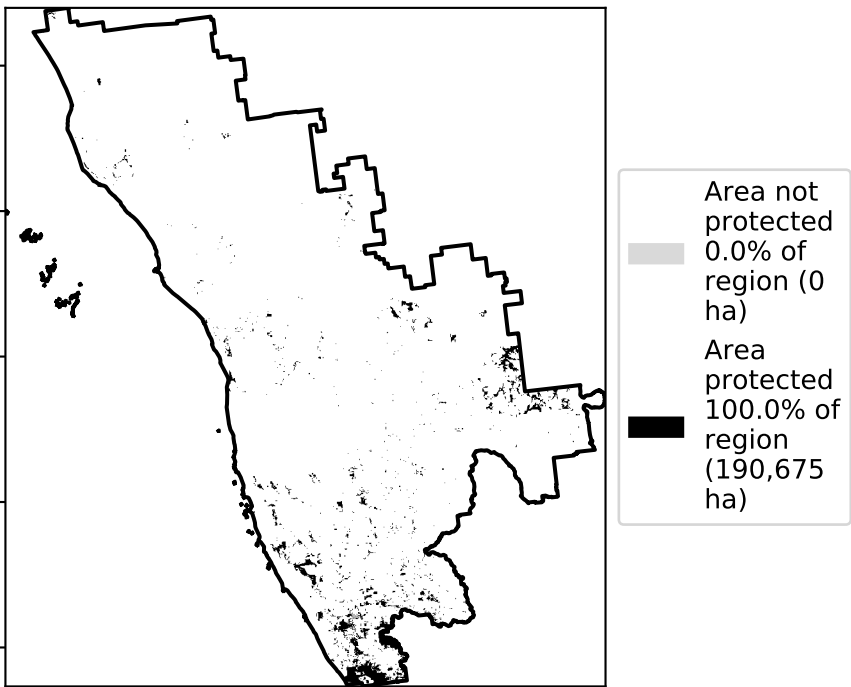 Area not
protected
0.0% of
region (0
ha)
Area
protected
100.0% of
region
(190,675
ha)